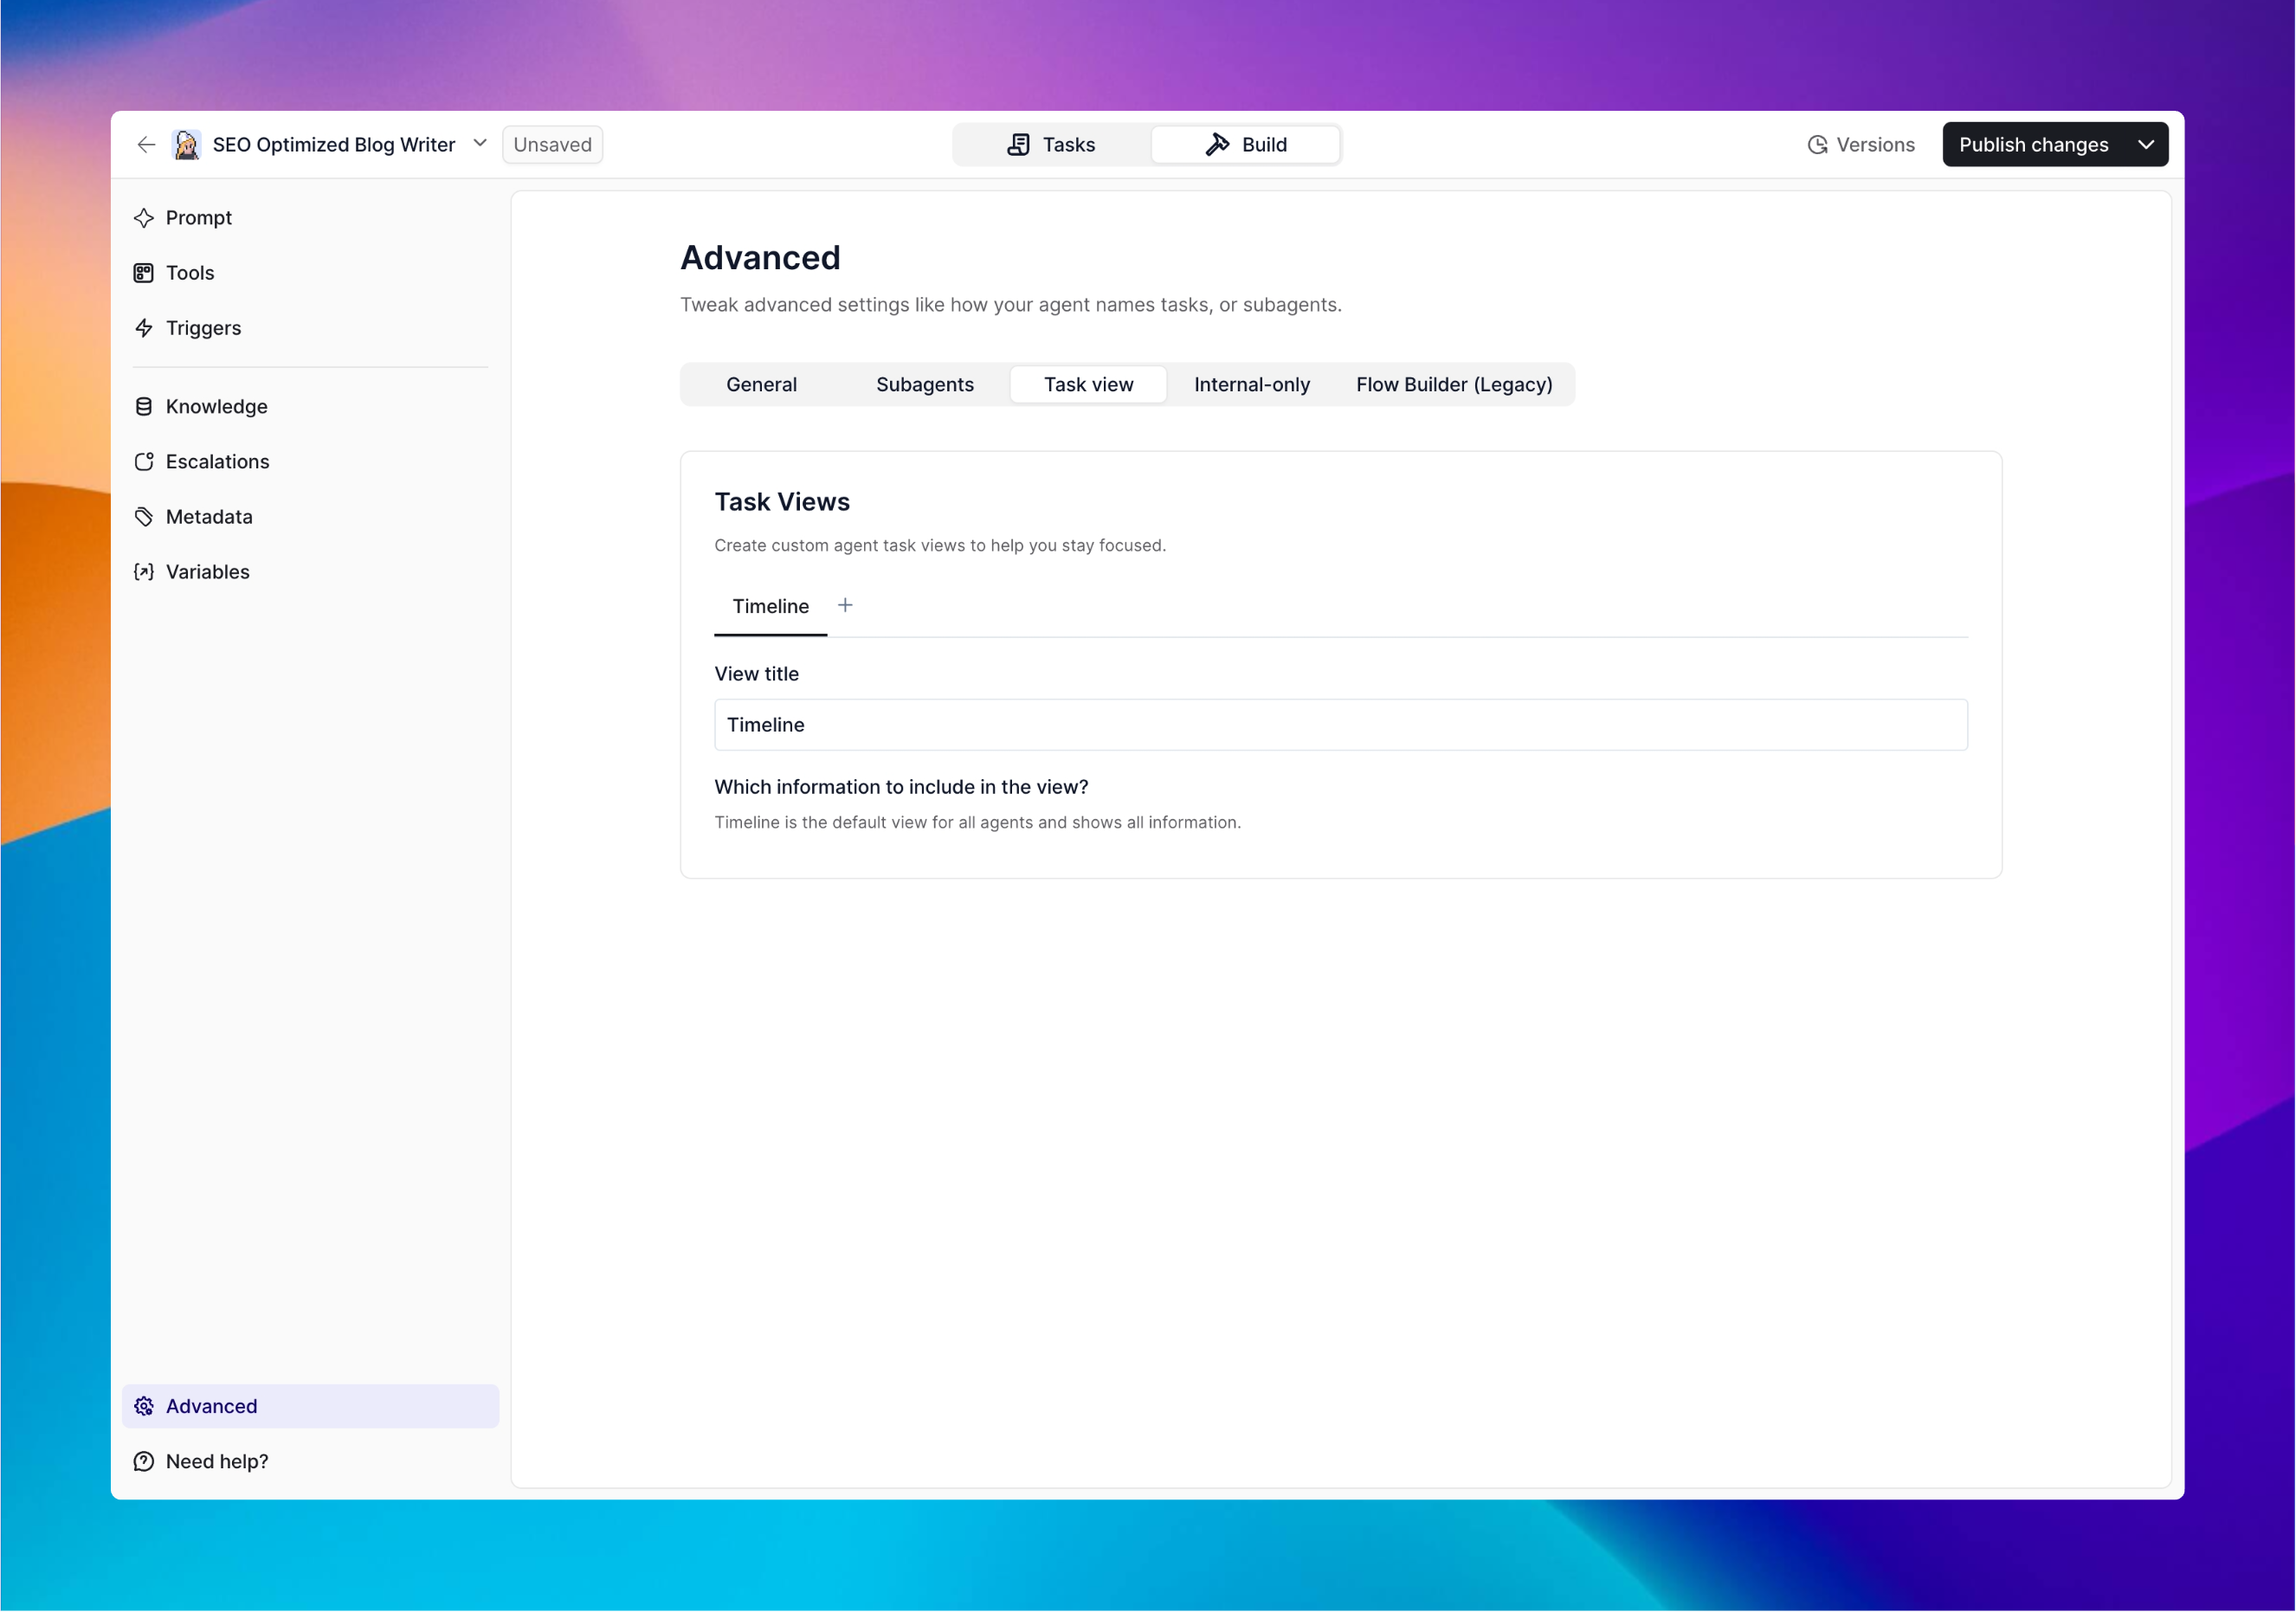 SEO Optimized Blog Writer
Unsaved
Tasks
Build
Versions
Publish changes
Prompt
Tools
Triggers
Knowledge
Escalations
Metadata
Variables
Advanced
Need help?
Advanced
Tweak advanced settings like how your agent names tasks, or subagents.
General
Subagents
Task view
Internal-only
Flow Builder (Legacy)
Task Views
Create custom agent task views to help you stay focused.
Timeline
View title
Timeline
Which information to include in the view?
Timeline is the default view for all agents and shows all information.